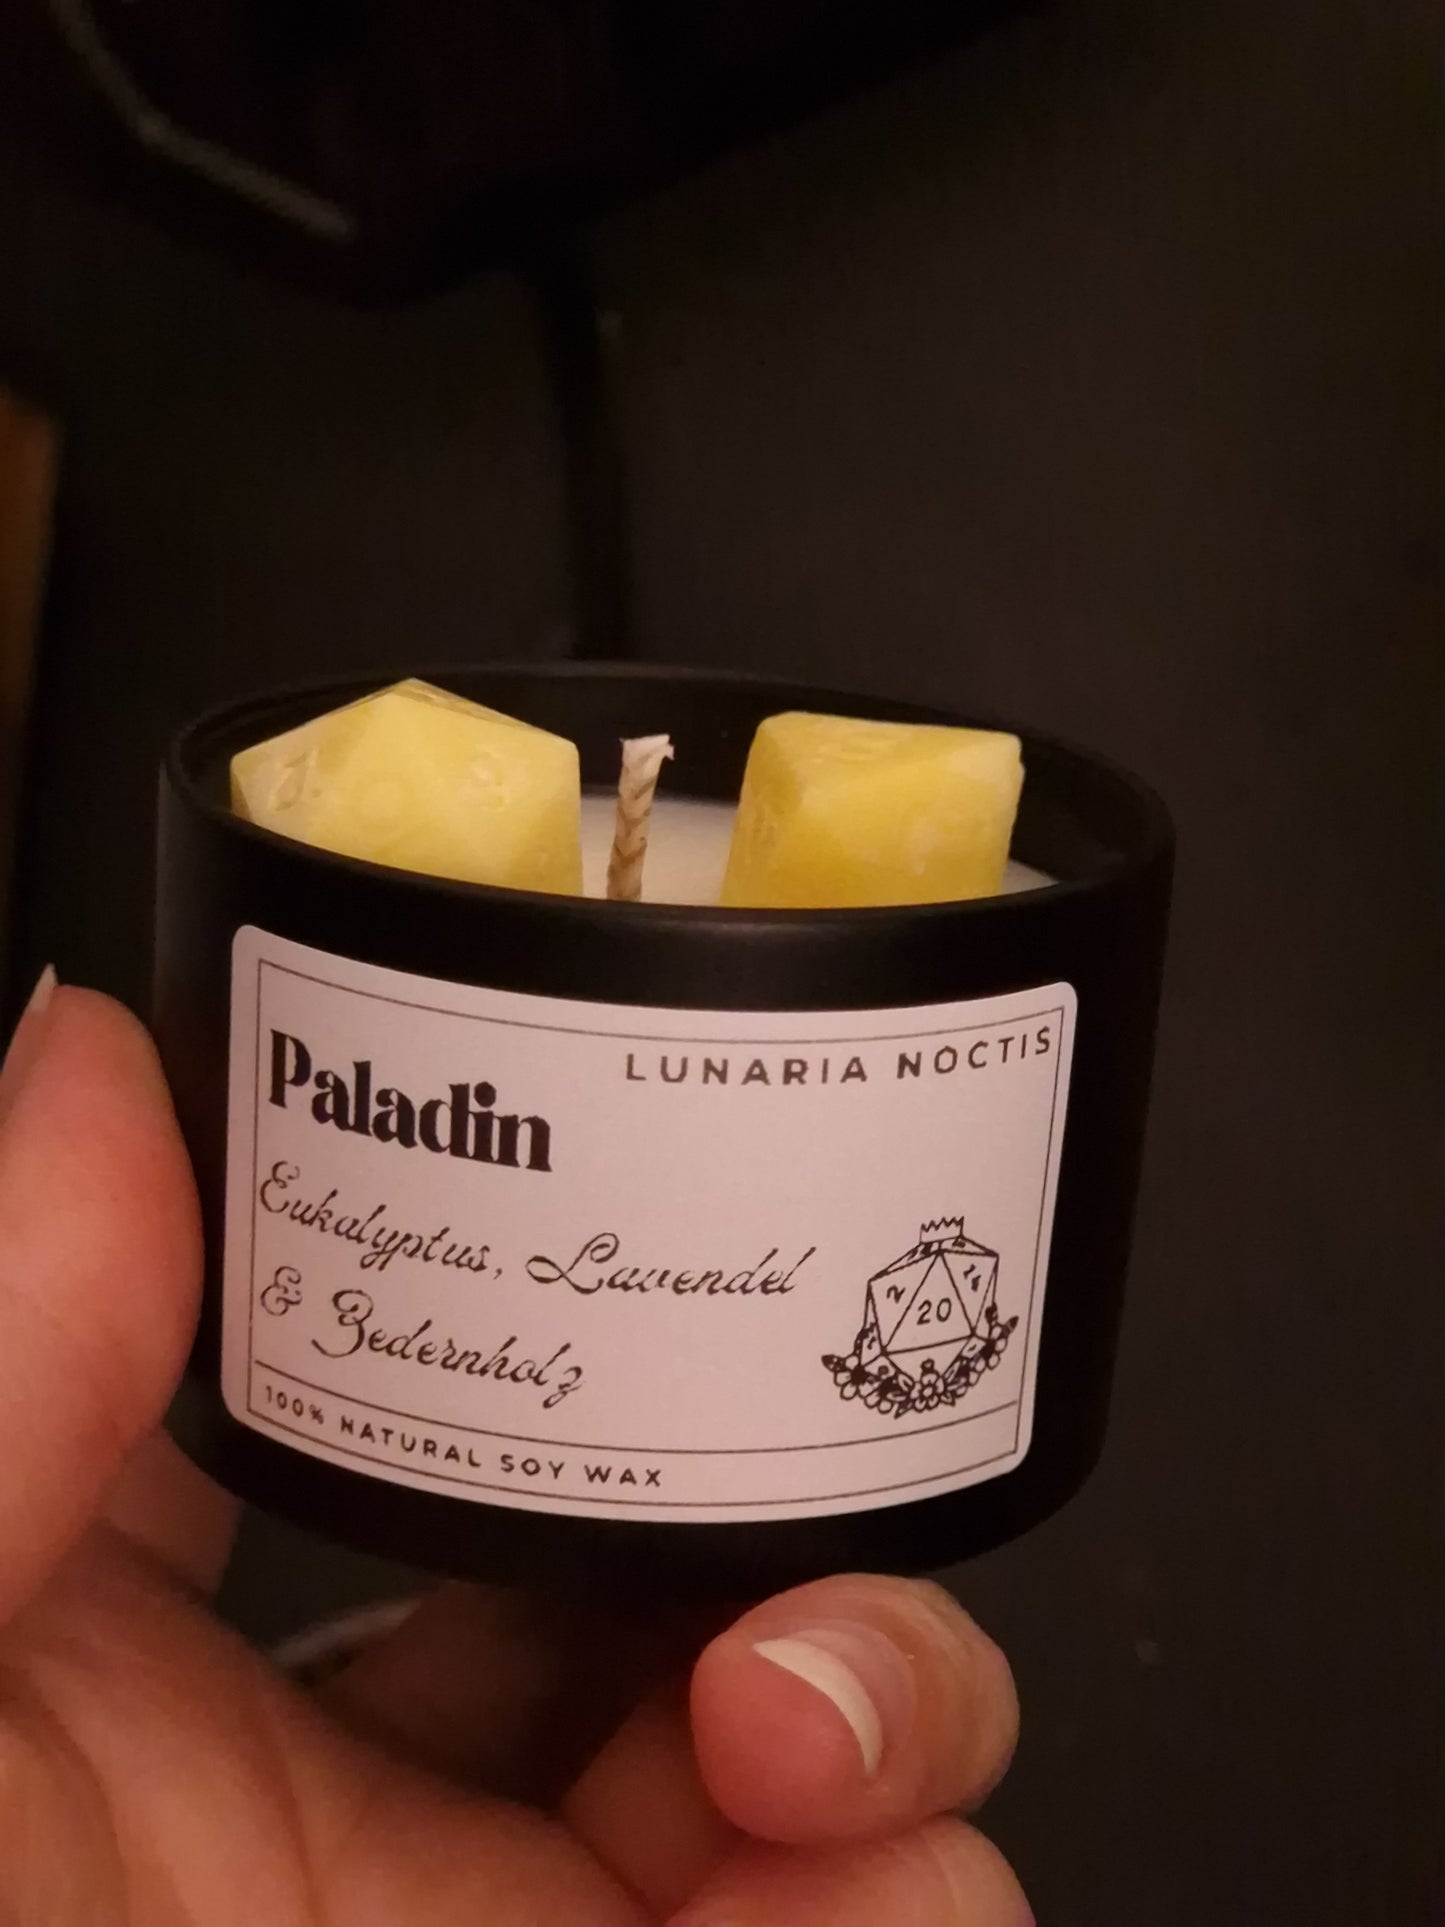 LUNARIA NOCTIS
Paladin
Eukalyptus, Lavendel
& Zedernholz
20
100% NATURAL SOY WAX